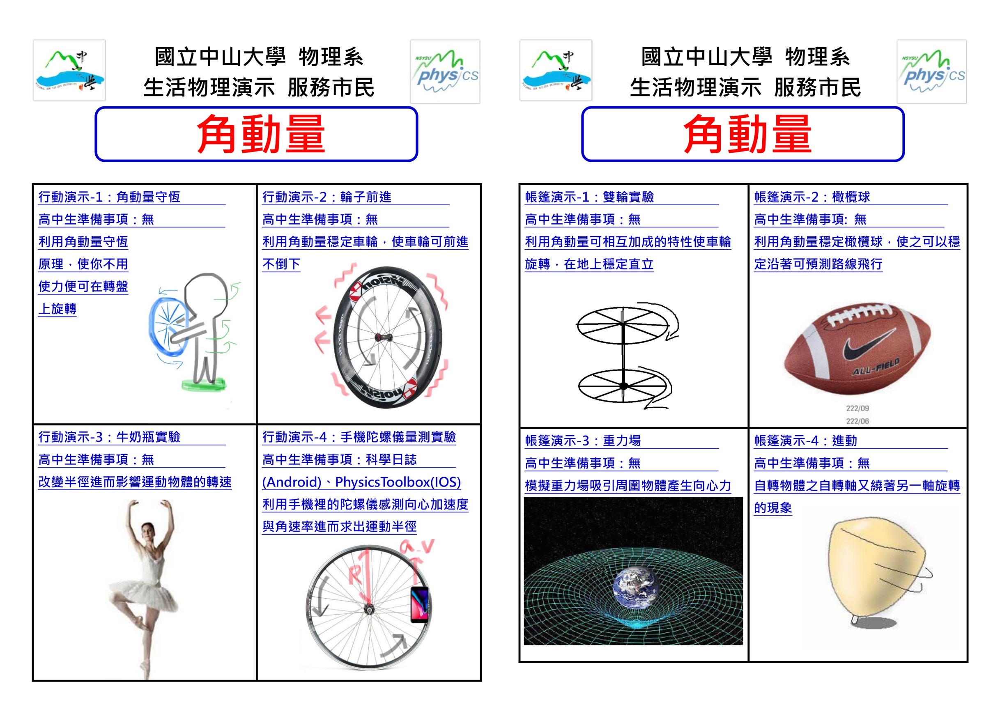 國立中山大學 物理系
生活物理演示 服務市民
中山大學
NATIONAL SUN YAT-SEN UNIVERSITY
NSYSU
physics
角動量
行動演示-1：角動量守恆
高中生準備事項：無
利用角動量守恆
原理，使你不用
使力便可在轉盤
上旋轉
行動演示-2：輪子前進
高中生準備事項：無
利用角動量穩定車輪，使車輪可前進
不倒下
vision
vision
行動演示-3：牛奶瓶實驗
高中生準備事項：無
改變半徑進而影響運動物體的轉速
行動演示-4：手機陀螺儀量測實驗
高中生準備事項：科學日誌
(Android)、PhysicsToolbox(IOS)
利用手機裡的陀螺儀感測向心加速度
與角速率進而求出運動半徑
a.v
R
國立中山大學 物理系
生活物理演示 服務市民
中山大學
NATIONAL SUN YAT-SEN UNIVERSITY
NSYSU
physics
角動量
帳篷演示-1：雙輪實驗
高中生準備事項：無
利用角動量可相互加成的特性使車輪
旋轉，在地上穩定直立
帳篷演示-2：橄欖球
高中生準備事項: 無
利用角動量穩定橄欖球，使之可以穩
定沿著可預測路線飛行
ALL-FIELD
222/09
222/06
帳篷演示-3：重力場
高中生準備事項：無
模擬重力場吸引周圍物體產生向心力
帳篷演示-4：進動
高中生準備事項：無
自轉物體之自轉軸又繞著另一軸旋轉
的現象